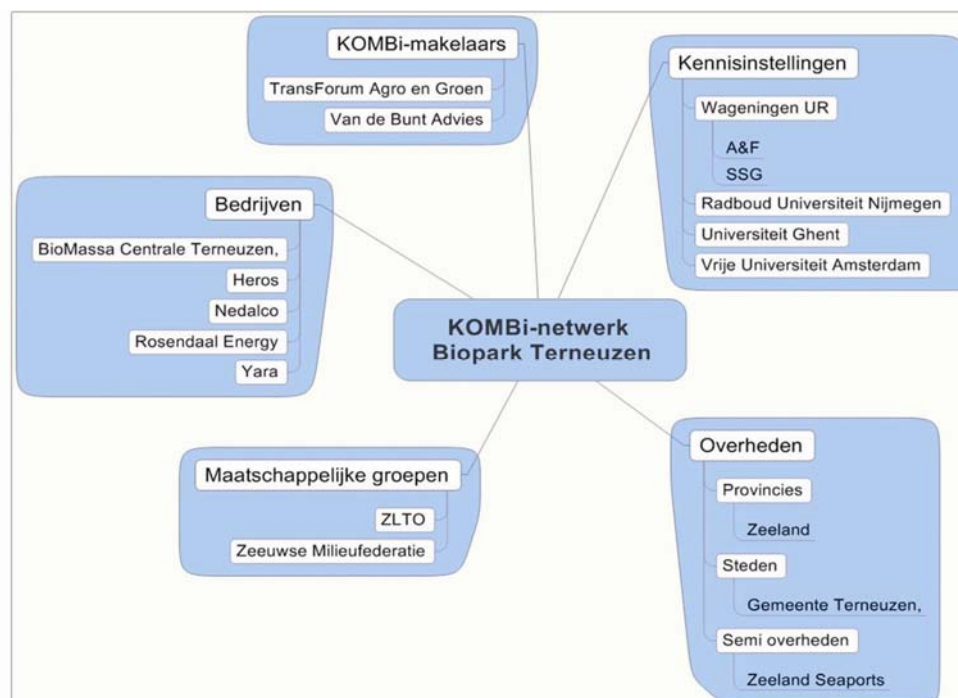 KOMBi-makelaars
TransForum Agro en Groen
Van de Bunt Advies
Kennisinstellingen
Wageningen UR
A&F
SSG
Radboud Universiteit Nijmegen
Universiteit Ghent
Vrije Universiteit Amsterdam
Bedrijven
BioMassa Centrale Terneuzen,
Heros
Nedalco
Rosendaal Energy
Yara
KOMBi-netwerk
Biopark Terneuzen
Maatschappelijke groepen
ZLTO
Zeeuwse Milieufederatie
Overheden
Provincies
Zeeland
Steden
Gemeente Terneuzen,
Semi overheden
Zeeland Seaports